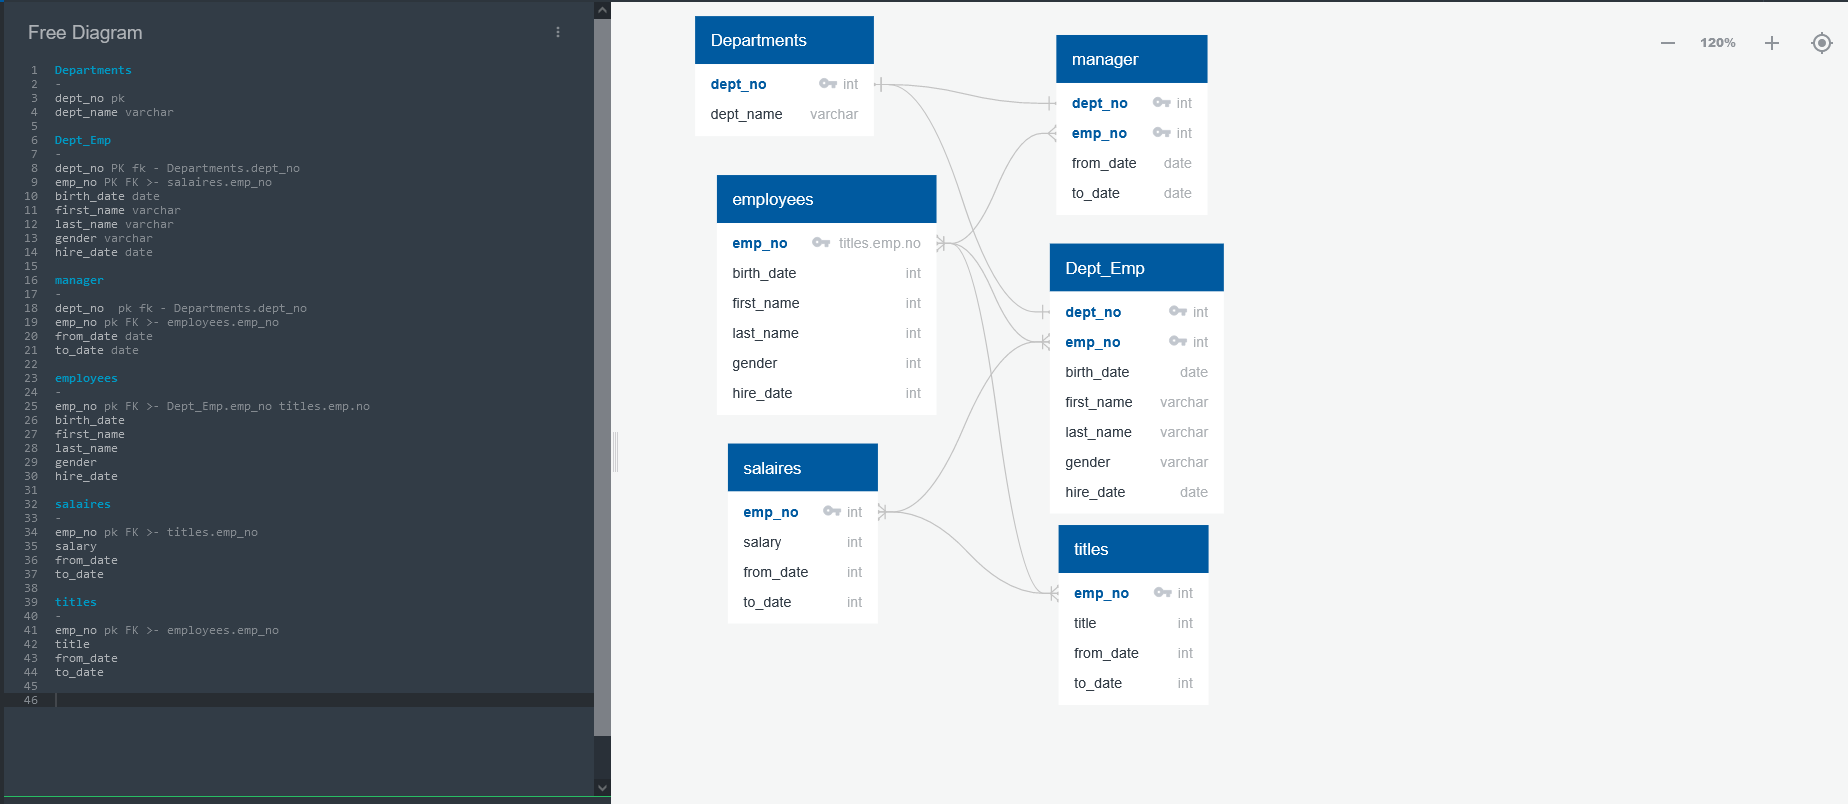 Free Diagram
1 Departments
2 -
3 dept_no pk
4 dept_name varchar
5
6 Dept_Emp
7 -
8 dept_no PK fk - Departments.dept_no
9 emp_no PK FK >- salaires.emp_no
10 birth_date date
11 first_name varchar
12 last_name varchar
13 gender varchar
14 hire_date date
15
16 manager
17 -
18 dept_no  pk fk - Departments.dept_no
19 emp_no pk FK >- employees.emp_no
20 from_date date
21 to_date date
22
23 employees
24 -
25 emp_no pk FK >- Dept_Emp.emp_no titles.emp.no
26 birth_date
27 first_name
28 last_name
29 gender
30 hire_date
31
32 salaires
33 -
34 emp_no pk FK >- titles.emp_no
35 salary
36 from_date
37 to_date
38
39 titles
40 -
41 emp_no pk FK >- employees.emp_no
42 title
43 from_date
44 to_date
45
46
120%
Departments
dept_no int
dept_name varchar
employees
emp_no titles.emp.no
birth_date int
first_name int
last_name int
gender int
hire_date int
salaires
emp_no int
salary int
from_date int
to_date int
manager
dept_no int
emp_no int
from_date date
to_date date
Dept_Emp
dept_no int
emp_no int
birth_date date
first_name varchar
last_name varchar
gender varchar
hire_date date
titles
emp_no int
title int
from_date int
to_date int